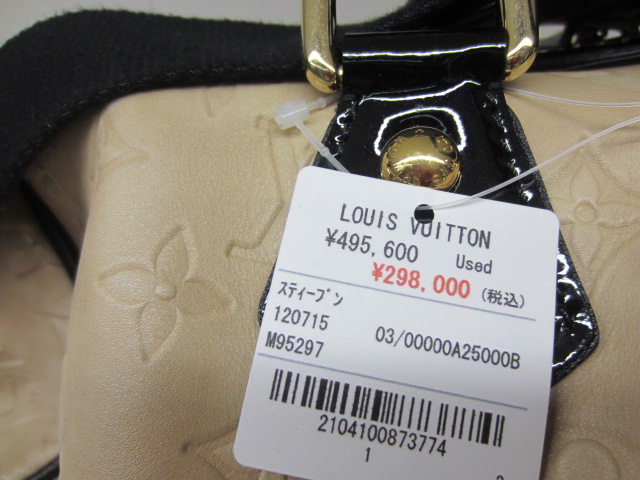 LOUIS VUITTON
¥495,600 Used
¥298,000 (税込)
ｽﾃｨｰﾌﾞﾝ
120715 03/00000A25000B
M95297
2104100873774
1